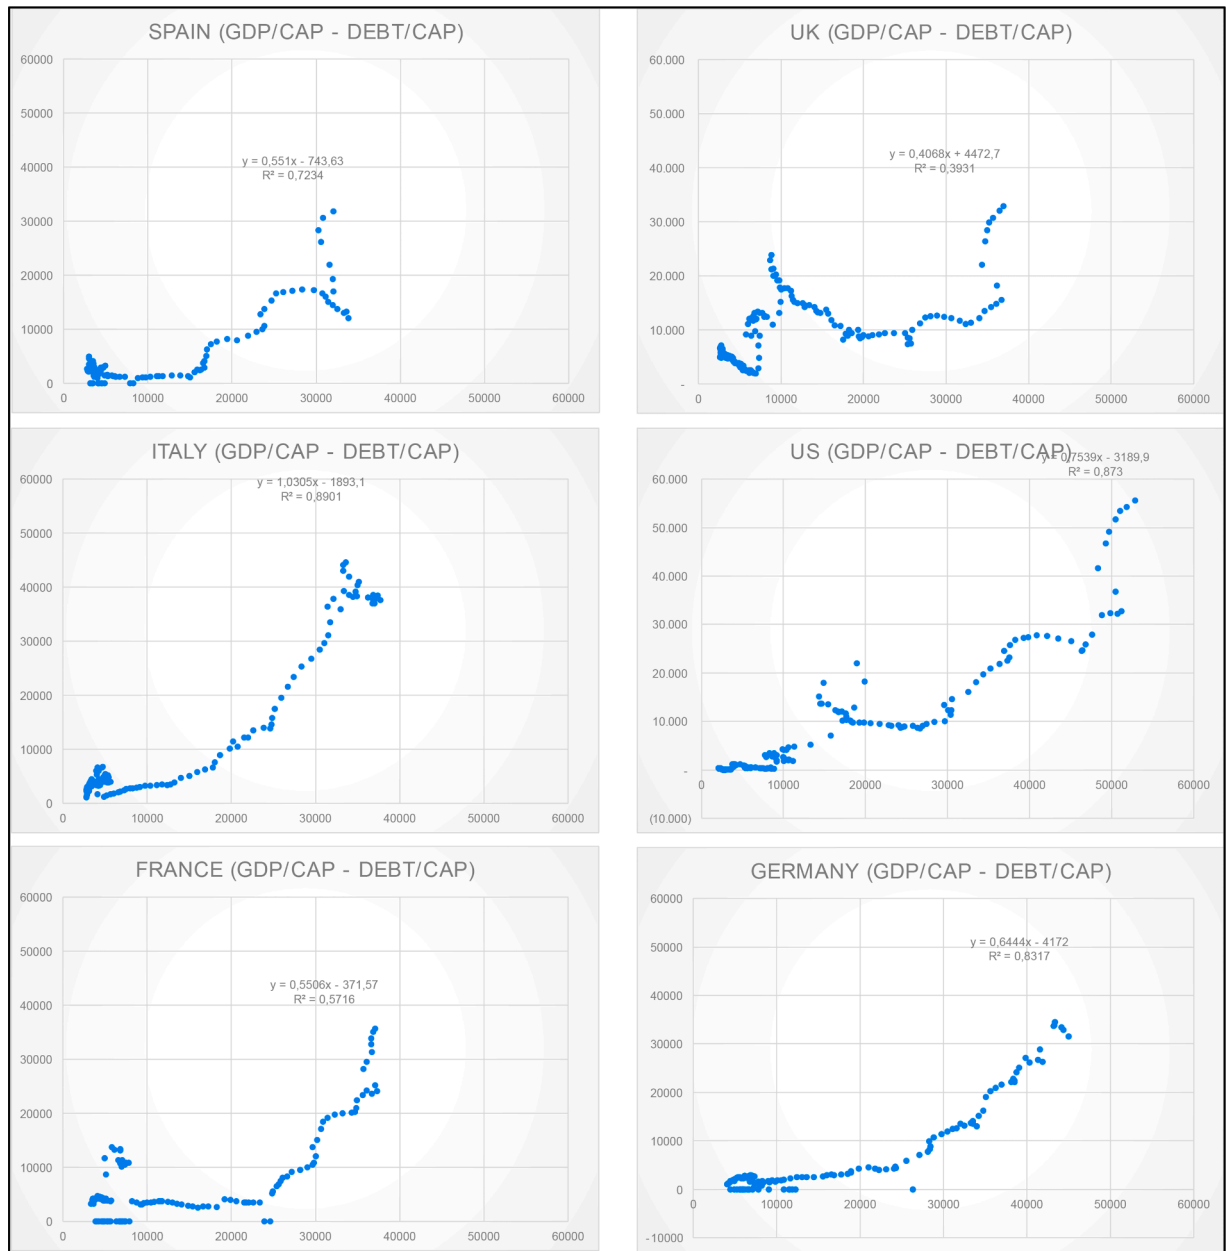 SPAIN (GDP/CAP - DEBT/CAP)
60000
50000
40000
y = 0,551x - 743,63
R² = 0,7234
30000
20000
10000
0
0 10000 20000 30000 40000 50000 60000
UK (GDP/CAP - DEBT/CAP)
60.000
50.000
40.000
y = 0,4068x + 4472,7
R² = 0,3931
30.000
20.000
10.000
-
0 10000 20000 30000 40000 50000 60000
ITALY (GDP/CAP - DEBT/CAP)
60000
y = 1,0305x - 1893,1
R² = 0,8901
50000
40000
30000
20000
10000
0
0 10000 20000 30000 40000 50000 60000
US (GDP/CAP - DEBT/CAP)
y = 0,7539x - 3189,9
R² = 0,873
60.000
50.000
40.000
30.000
20.000
10.000
-
(10.000)
0 10000 20000 30000 40000 50000 60000
FRANCE (GDP/CAP - DEBT/CAP)
60000
50000
y = 0,5506x - 371,57
R² = 0,5716
40000
30000
20000
10000
0
0 10000 20000 30000 40000 50000 60000
GERMANY (GDP/CAP - DEBT/CAP)
60000
50000
y = 0,6444x - 4172
R² = 0,8317
40000
30000
20000
10000
0
-10000
0 10000 20000 30000 40000 50000 60000